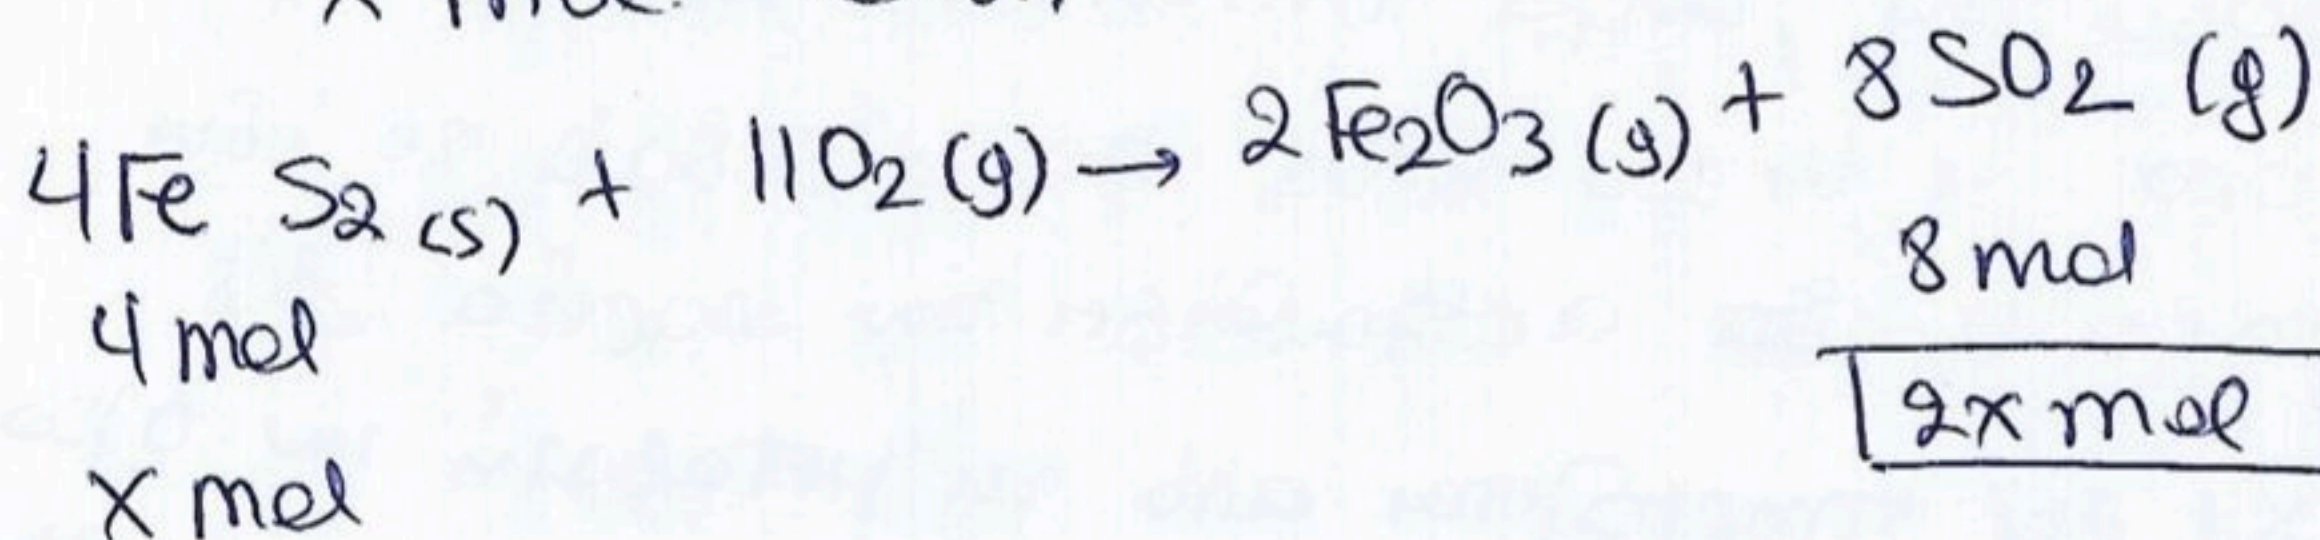 4FeS2(s) + 11O2(g) → 2Fe2O3(g) + 8SO2(g)
4 mol 8 mol
x mol 2x mol